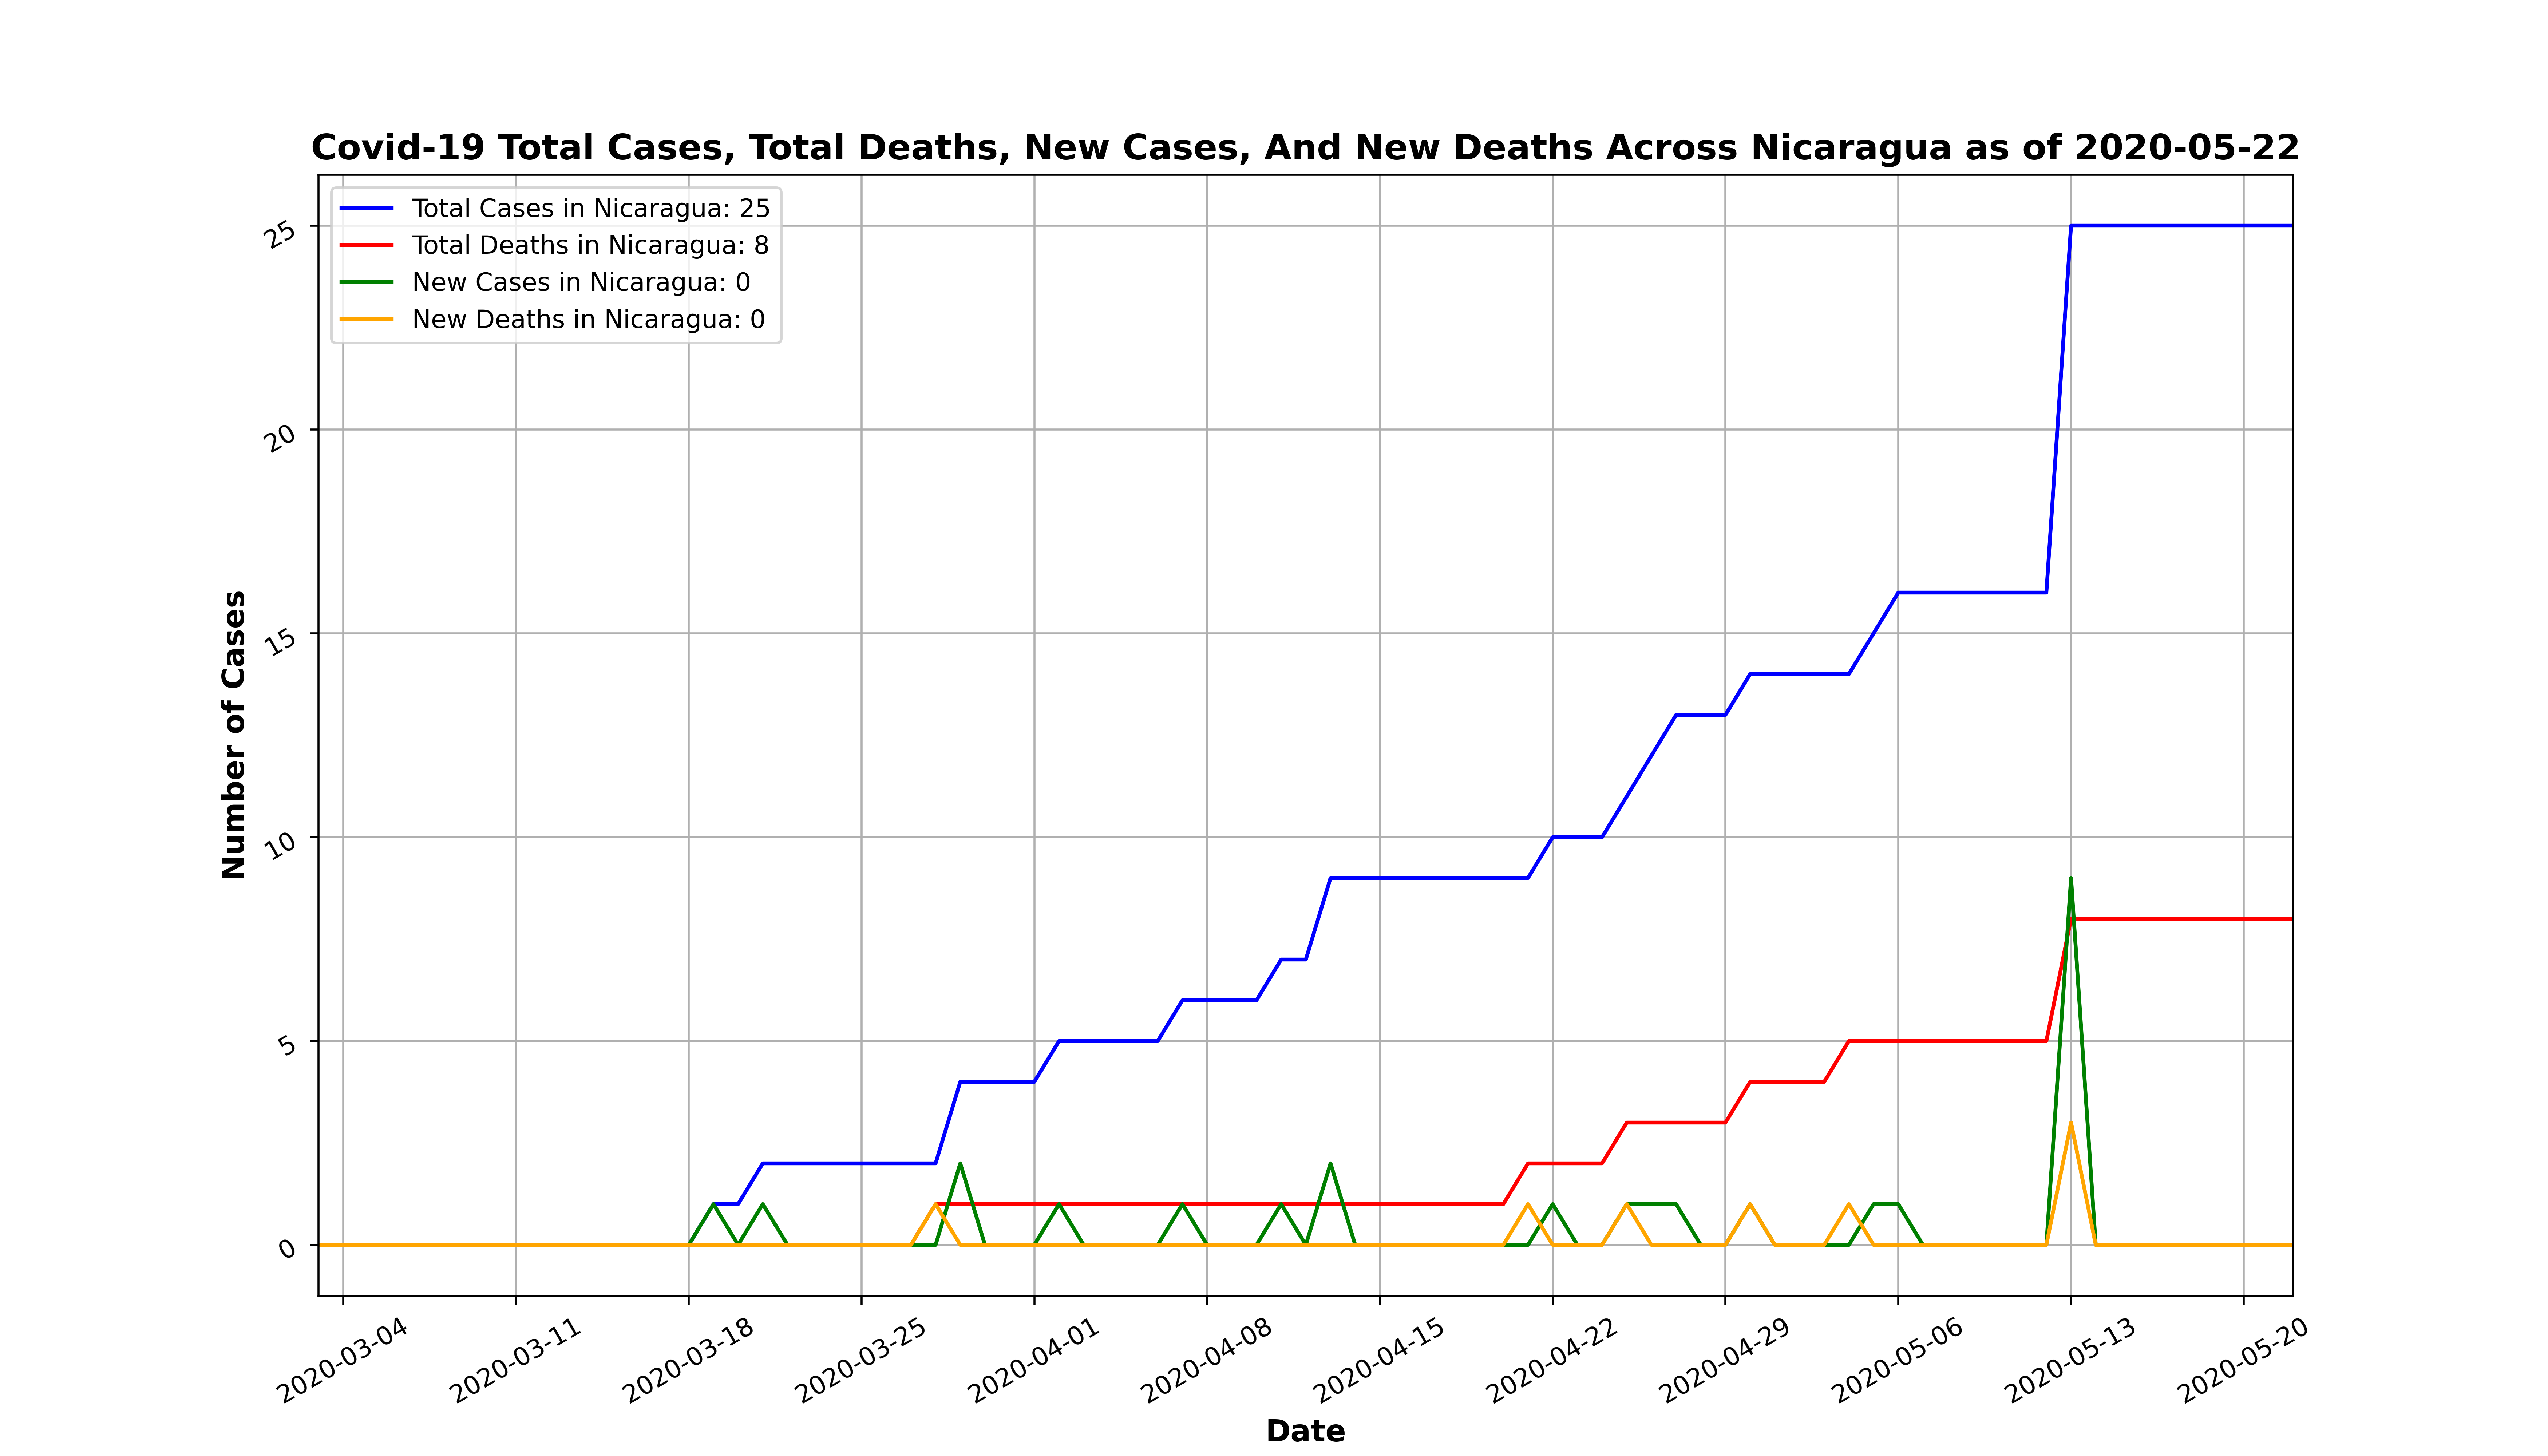 Covid-19 Total Cases, Total Deaths, New Cases, And New Deaths Across Nicaragua as of 2020-05-22
Total Cases in Nicaragua: 25
Total Deaths in Nicaragua: 8
New Cases in Nicaragua: 0
New Deaths in Nicaragua: 0
Number of Cases
25
20
15
10
5
0
2020-03-04
2020-03-11
2020-03-18
2020-03-25
2020-04-01
2020-04-08
2020-04-15
2020-04-22
2020-04-29
2020-05-06
2020-05-13
2020-05-20
Date